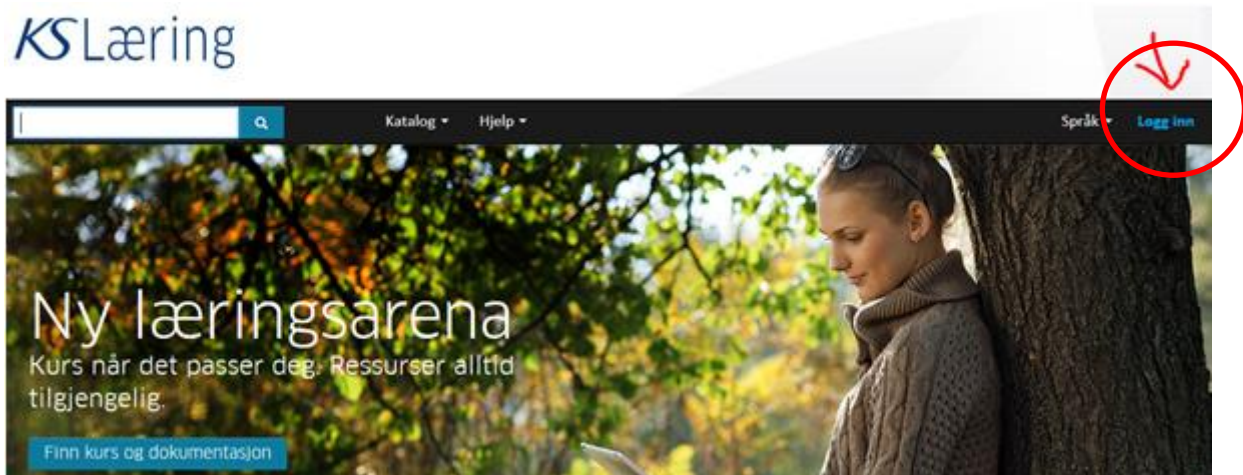 KS Læring
Katalog Hjelp Språk Logg inn
Ny læringsarena
Kurs når det passer deg. Ressurser alltid
tilgjengelig.
Finn kurs og dokumentasjon